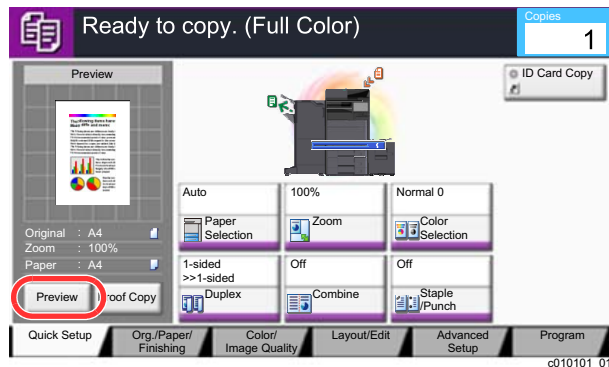 Ready to copy. (Full Color)
Copies
1
Preview
ID Card Copy
Original : A4
Zoom : 100%
Paper : A4
Preview
Proof Copy
Auto
Paper
Selection
100%
Zoom
Normal 0
Color
Selection
1-sided
>>1-sided
Duplex
Off
Combine
Off
Staple
/Punch
Quick Setup
Org./Paper/
Finishing
Color/
Image Quality
Layout/Edit
Advanced
Setup
Program
c010101_01